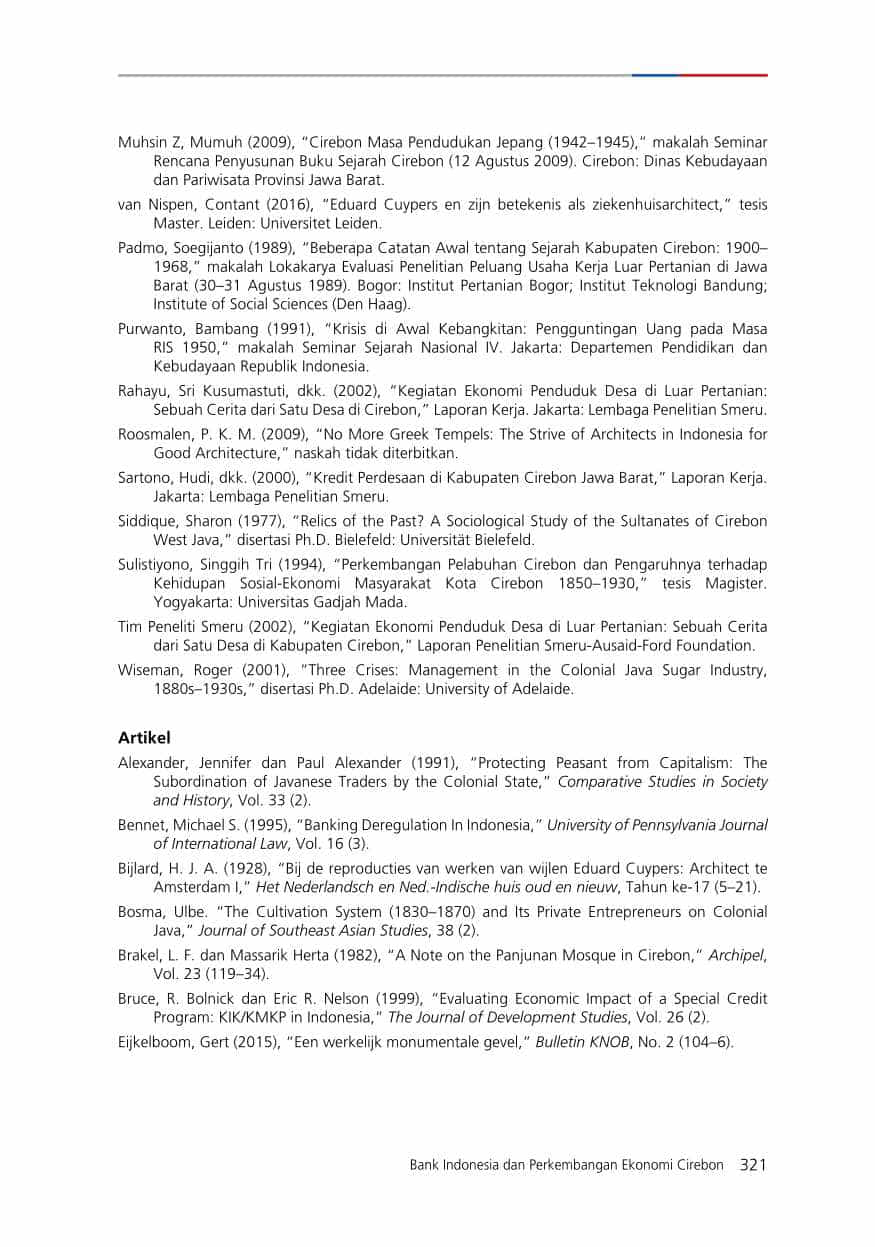 Muhsin Z, Mumuh (2009), “Cirebon Masa Pendudukan Jepang (1942–1945),“ makalah Seminar
Rencana Penyusunan Buku Sejarah Cirebon (12 Agustus 2009). Cirebon: Dinas Kebudayaan
dan Pariwisata Provinsi Jawa Barat.
van Nispen, Contant (2016), “Eduard Cuypers en zijn betekenis als ziekenhuisarchitect,” tesis
Master. Leiden: Universitet Leiden.
Padmo, Soegijanto (1989), “Beberapa Catatan Awal tentang Sejarah Kabupaten Cirebon: 1900–
1968,” makalah Lokakarya Evaluasi Penelitian Peluang Usaha Kerja Luar Pertanian di Jawa
Barat (30–31 Agustus 1989). Bogor: Institut Pertanian Bogor; Institut Teknologi Bandung;
Institute of Social Sciences (Den Haag).
Purwanto, Bambang (1991), “Krisis di Awal Kebangkitan: Pengguntingan Uang pada Masa
RIS 1950,” makalah Seminar Sejarah Nasional IV. Jakarta: Departemen Pendidikan dan
Kebudayaan Republik Indonesia.
Rahayu, Sri Kusumastuti, dkk. (2002), “Kegiatan Ekonomi Penduduk Desa di Luar Pertanian:
Sebuah Cerita dari Satu Desa di Cirebon,” Laporan Kerja. Jakarta: Lembaga Penelitian Smeru.
Roosmalen, P. K. M. (2009), “No More Greek Tempels: The Strive of Architects in Indonesia for
Good Architecture,” naskah tidak diterbitkan.
Sartono, Hudi, dkk. (2000), “Kredit Perdesaan di Kabupaten Cirebon Jawa Barat,” Laporan Kerja.
Jakarta: Lembaga Penelitian Smeru.
Siddique, Sharon (1977), “Relics of the Past? A Sociological Study of the Sultanates of Cirebon
West Java,” disertasi Ph.D. Bielefeld: Universität Bielefeld.
Sulistiyono, Singgih Tri (1994), “Perkembangan Pelabuhan Cirebon dan Pengaruhnya terhadap
Kehidupan Sosial-Ekonomi Masyarakat Kota Cirebon 1850–1930,” tesis Magister.
Yogyakarta: Universitas Gadjah Mada.
Tim Peneliti Smeru (2002), “Kegiatan Ekonomi Penduduk Desa di Luar Pertanian: Sebuah Cerita
dari Satu Desa di Kabupaten Cirebon,” Laporan Penelitian Smeru-Ausaid-Ford Foundation.
Wiseman, Roger (2001), “Three Crises: Management in the Colonial Java Sugar Industry,
1880s–1930s,” disertasi Ph.D. Adelaide: University of Adelaide.
Artikel
Alexander, Jennifer dan Paul Alexander (1991), “Protecting Peasant from Capitalism: The
Subordination of Javanese Traders by the Colonial State,” Comparative Studies in Society
and History, Vol. 33 (2).
Bennet, Michael S. (1995), “Banking Deregulation In Indonesia,” University of Pennsylvania Journal
of International Law, Vol. 16 (3).
Bijlard, H. J. A. (1928), “Bij de reproducties van werken van wijlen Eduard Cuypers: Architect te
Amsterdam I,” Het Nederlandsch en Ned.-Indische huis oud en nieuw, Tahun ke-17 (5–21).
Bosma, Ulbe. “The Cultivation System (1830–1870) and Its Private Entrepreneurs on Colonial
Java,” Journal of Southeast Asian Studies, 38 (2).
Brakel, L. F. dan Massarik Herta (1982), “A Note on the Panjunan Mosque in Cirebon,“ Archipel,
Vol. 23 (119–34).
Bruce, R. Bolnick dan Eric R. Nelson (1999), “Evaluating Economic Impact of a Special Credit
Program: KIK/KMKP in Indonesia,” The Journal of Development Studies, Vol. 26 (2).
Eijkelboom, Gert (2015), “Een werkelijk monumentale gevel,” Bulletin KNOB, No. 2 (104–6).
Bank Indonesia dan Perkembangan Ekonomi Cirebon 321